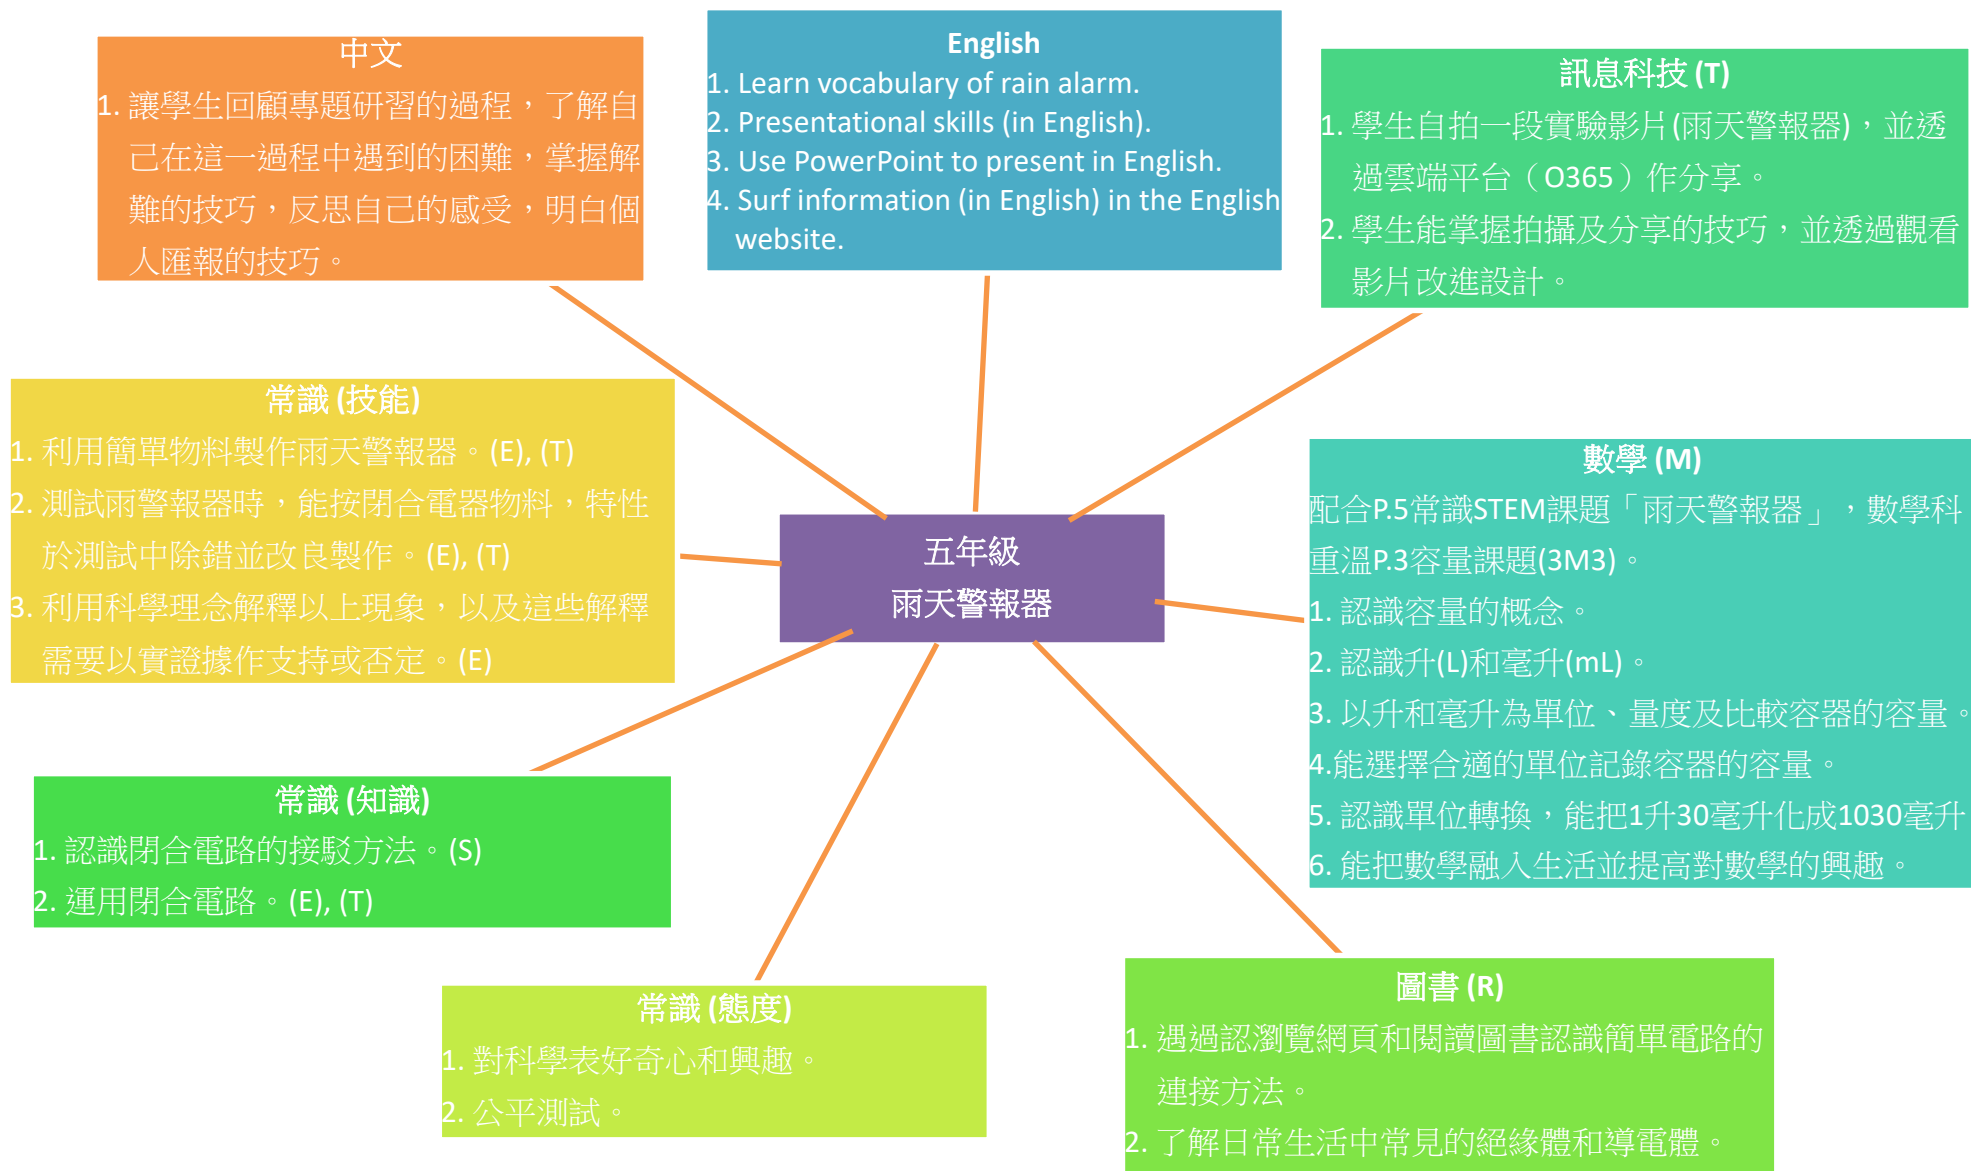 中文
1. 讓學生回顧專題研習的過程，了解自
己在這一過程中遇到的困難，掌握解
難的技巧，反思自己的感受，明白個
人匯報的技巧。
English
1. Learn vocabulary of rain alarm.
2. Presentational skills (in English).
3. Use PowerPoint to present in English.
4. Surf information (in English) in the English
website.
訊息科技 (T)
1. 學生自拍一段實驗影片(雨天警報器)，並透
過雲端平台（O365）作分享。
2. 學生能掌握拍攝及分享的技巧，並透過觀看
影片改進設計。
常識 (技能)
1. 利用簡單物料製作雨天警報器。(E), (T)
2. 測試雨警報器時，能按閉合電器物料，特性
於測試中除錯並改良製作。(E), (T)
3. 利用科學理念解釋以上現象，以及這些解釋
需要以實證據作支持或否定。(E)
五年級
雨天警報器
數學 (M)
配合P.5常識STEM課題「雨天警報器」，數學科
重溫P.3容量課題(3M3)。
1. 認識容量的概念。
2. 認識升(L)和毫升(mL)。
3. 以升和毫升為單位、量度及比較容器的容量。
4.能選擇合適的單位記錄容器的容量。
5. 認識單位轉換，能把1升30毫升化成1030毫升
6. 能把數學融入生活並提高對數學的興趣。
常識 (知識)
1. 認識閉合電路的接駁方法。(S)
2. 運用閉合電路。(E), (T)
常識 (態度)
1. 對科學表好奇心和興趣。
2. 公平測試。
圖書 (R)
1. 遇過認瀏覽網頁和閱讀圖書認識簡單電路的
連接方法。
2. 了解日常生活中常見的絕緣體和導電體。